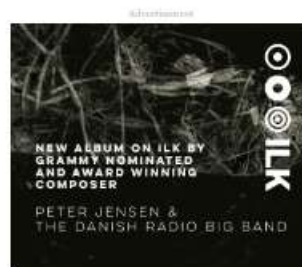 Advertisement
ILK
NEW ALBUM ON ILK BY
GRAMMY NOMINATED
AND AWARD WINNING
COMPOSER
PETER JENSEN &
THE DANISH RADIO BIG BAND